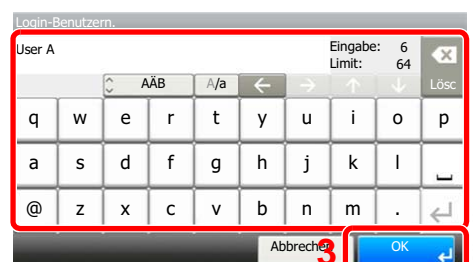 Login-Benutzern.
User A
Eingabe: 6
Limit: 64
AÄB A/a Lösc
q w e r t y u i o p
a s d f g h j k l
@ z x c v b n m .
Abbrechen 3 OK